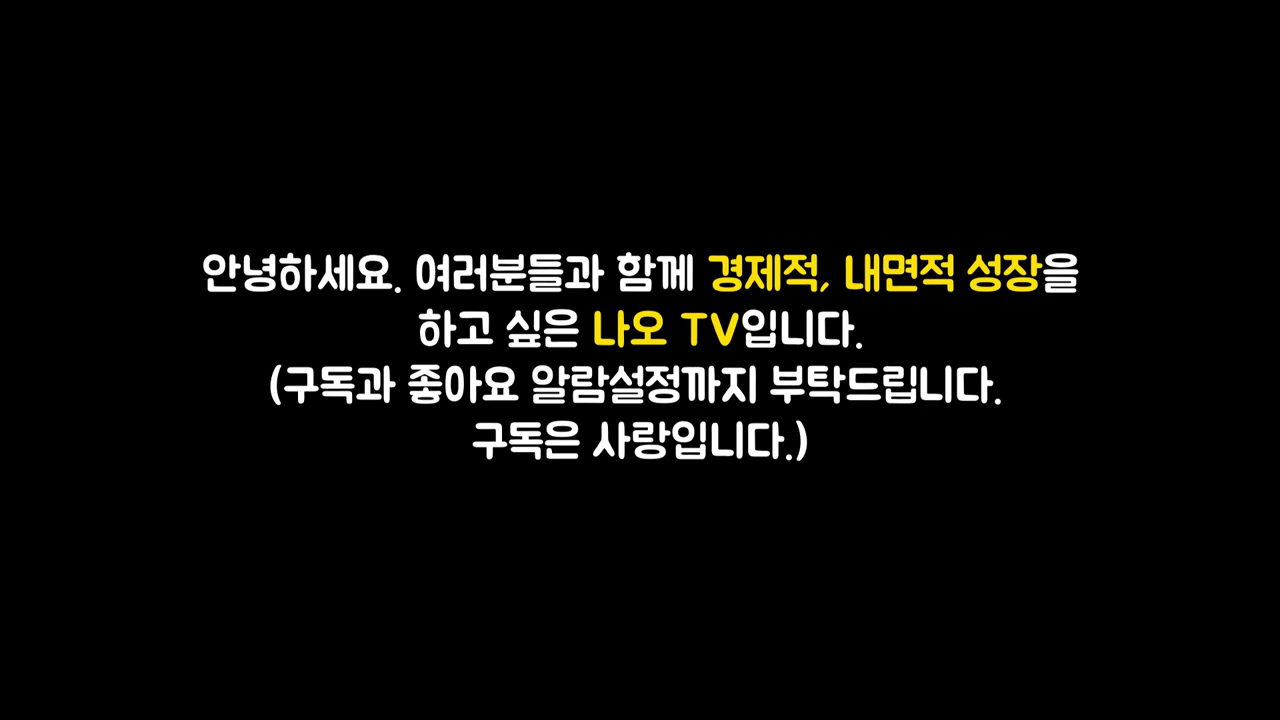 안녕하세요. 여러분들과 함께 경제적, 내면적 성장을
하고 싶은 나오 TV입니다.
(구독과 좋아요 알람설정까지 부탁드립니다.
구독은 사랑입니다.)